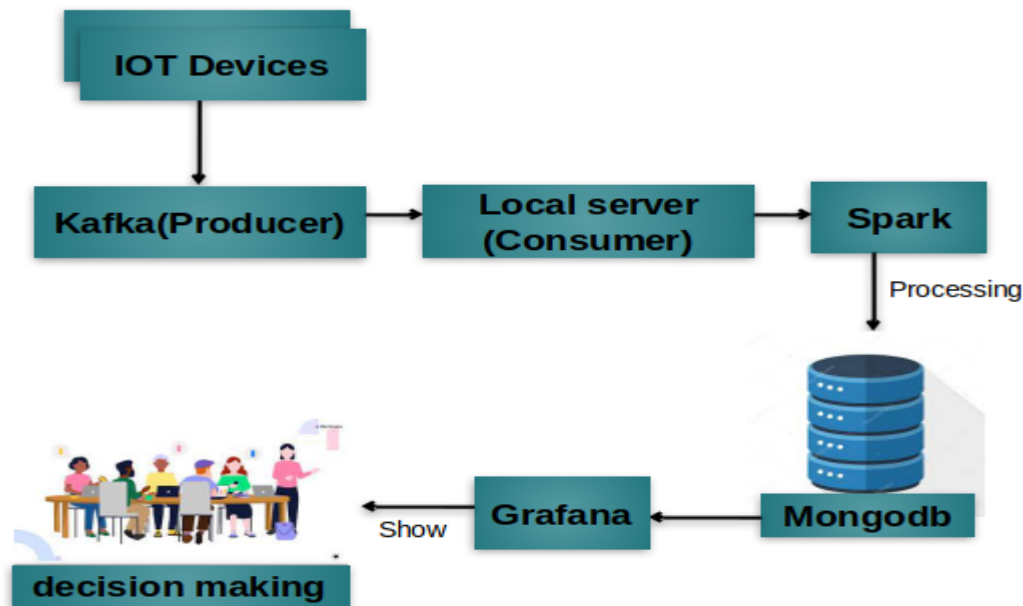 IOT Devices
Kafka(Producer)
Local server
(Consumer)
Spark
Processing
Mongodb
Grafana
Show
decision making